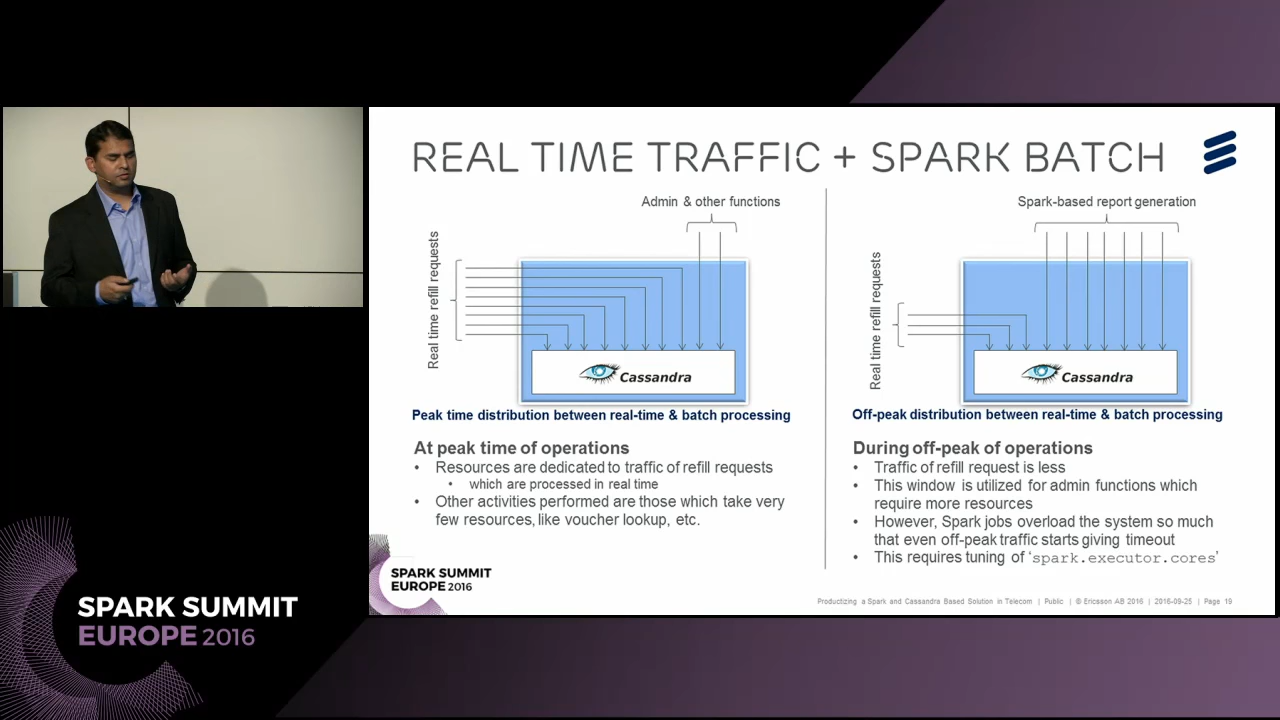 REAL TIME TRAFFIC + SPARK BATCH
Admin & other functions
Real time refill requests
Cassandra
Peak time distribution between real-time & batch processing
At peak time of operations
• Resources are dedicated to traffic of refill requests
• which are processed in real time
• Other activities performed are those which take very
few resources, like voucher lookup, etc.
Spark-based report generation
Real time refill requests
Cassandra
Off-peak distribution between real-time & batch processing
During off-peak of operations
• Traffic of refill request is less
• This window is utilized for admin functions which
require more resources
• However, Spark jobs overload the system so much
that even off-peak traffic starts giving timeout
• This requires tuning of ‘spark.executor.cores’
SPARK SUMMIT
EUROPE 2016
Productizing a Spark and Cassandra Based Solution in Telecom | Public | © Ericsson AB 2016 | 2016-09-25 | Page 19
SPARK SUMMIT
EUROPE 2016